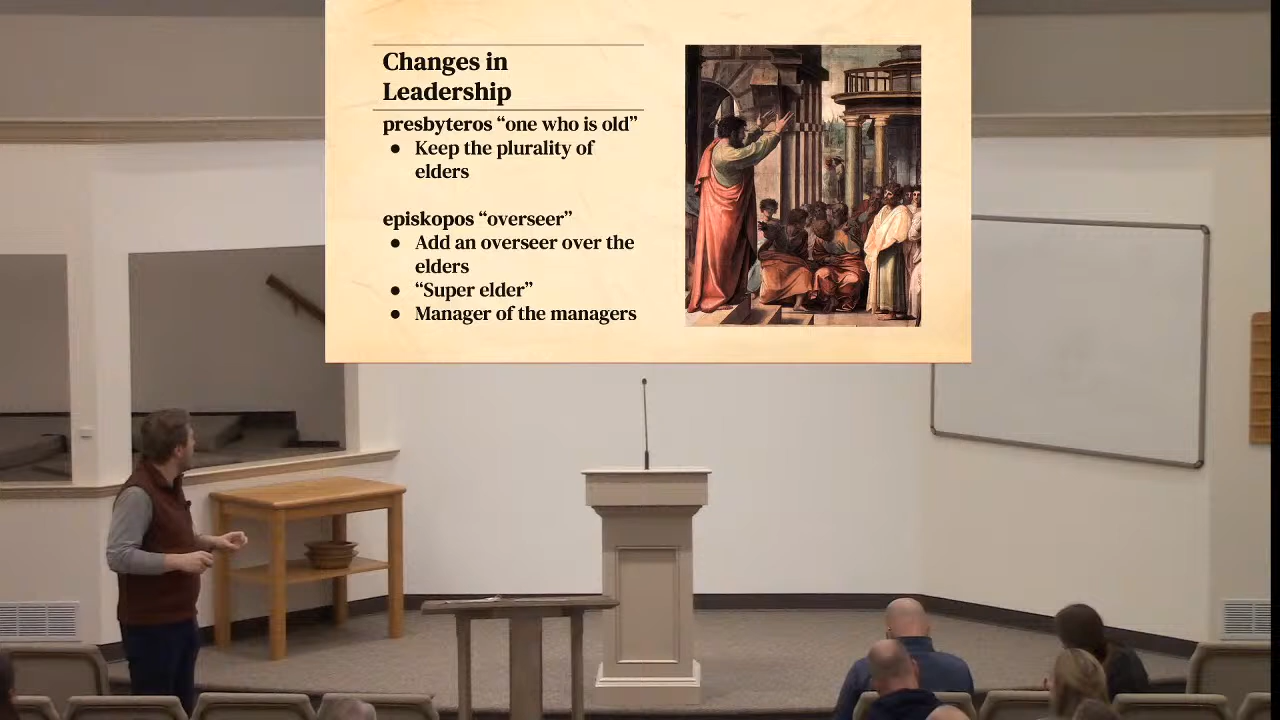 Changes in
Leadership
presbyteros “one who is old”
● Keep the plurality of
elders
episkopos “overseer”
● Add an overseer over the
elders
● “Super elder”
● Manager of the managers